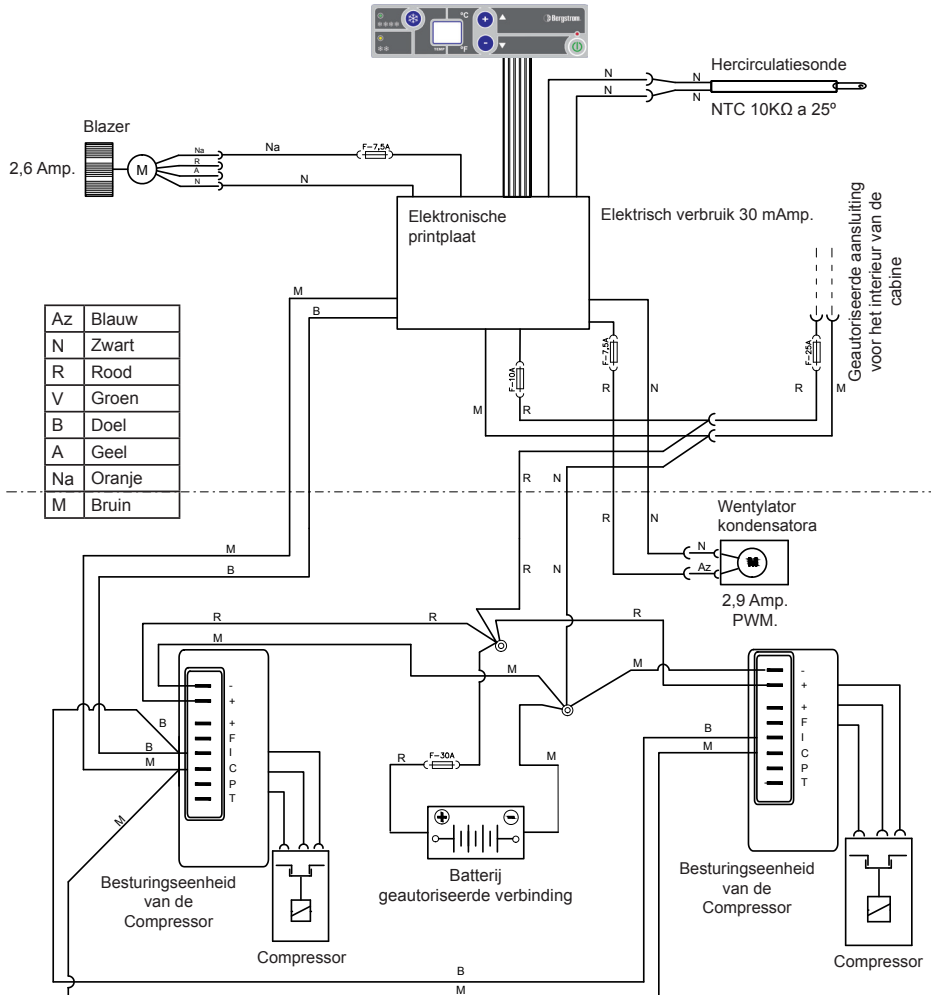 °C
Bergstrom
+
-
TEMP
°F
Hercirculatiesonde
N
N
N
N
NTC 10KΩ a 25º
Blazer
2,6 Amp.
M
Na
R
A
N
Na
F-7,5A
N
Elektronische
printplaat
Elektrisch verbruik 30 mAmp.
Geautoriseerde aansluiting
voor het interieur van de
cabine
M
B
Az Blauw
N Zwart
R Rood
V Groen
B Doel
A Geel
Na Oranje
M Bruin
F-10A
F-7,5A
F-25A
M
R
R
N
R
M
R
N
R
N
Wentylator
kondensatora
N
Az
M
2,9 Amp.
PWM.
M
B
R
N
R
R
R
M
M
M
-
+
+
F
I
C
P
T
B
B
M
M
R
F-30A
M
+
-
Batterij
geautoriseerde verbinding
B
M
-
+
+
F
I
C
P
T
Besturingseenheid
van de
Compressor
Compressor
Besturingseenheid
van de
Compressor
Compressor
B
M